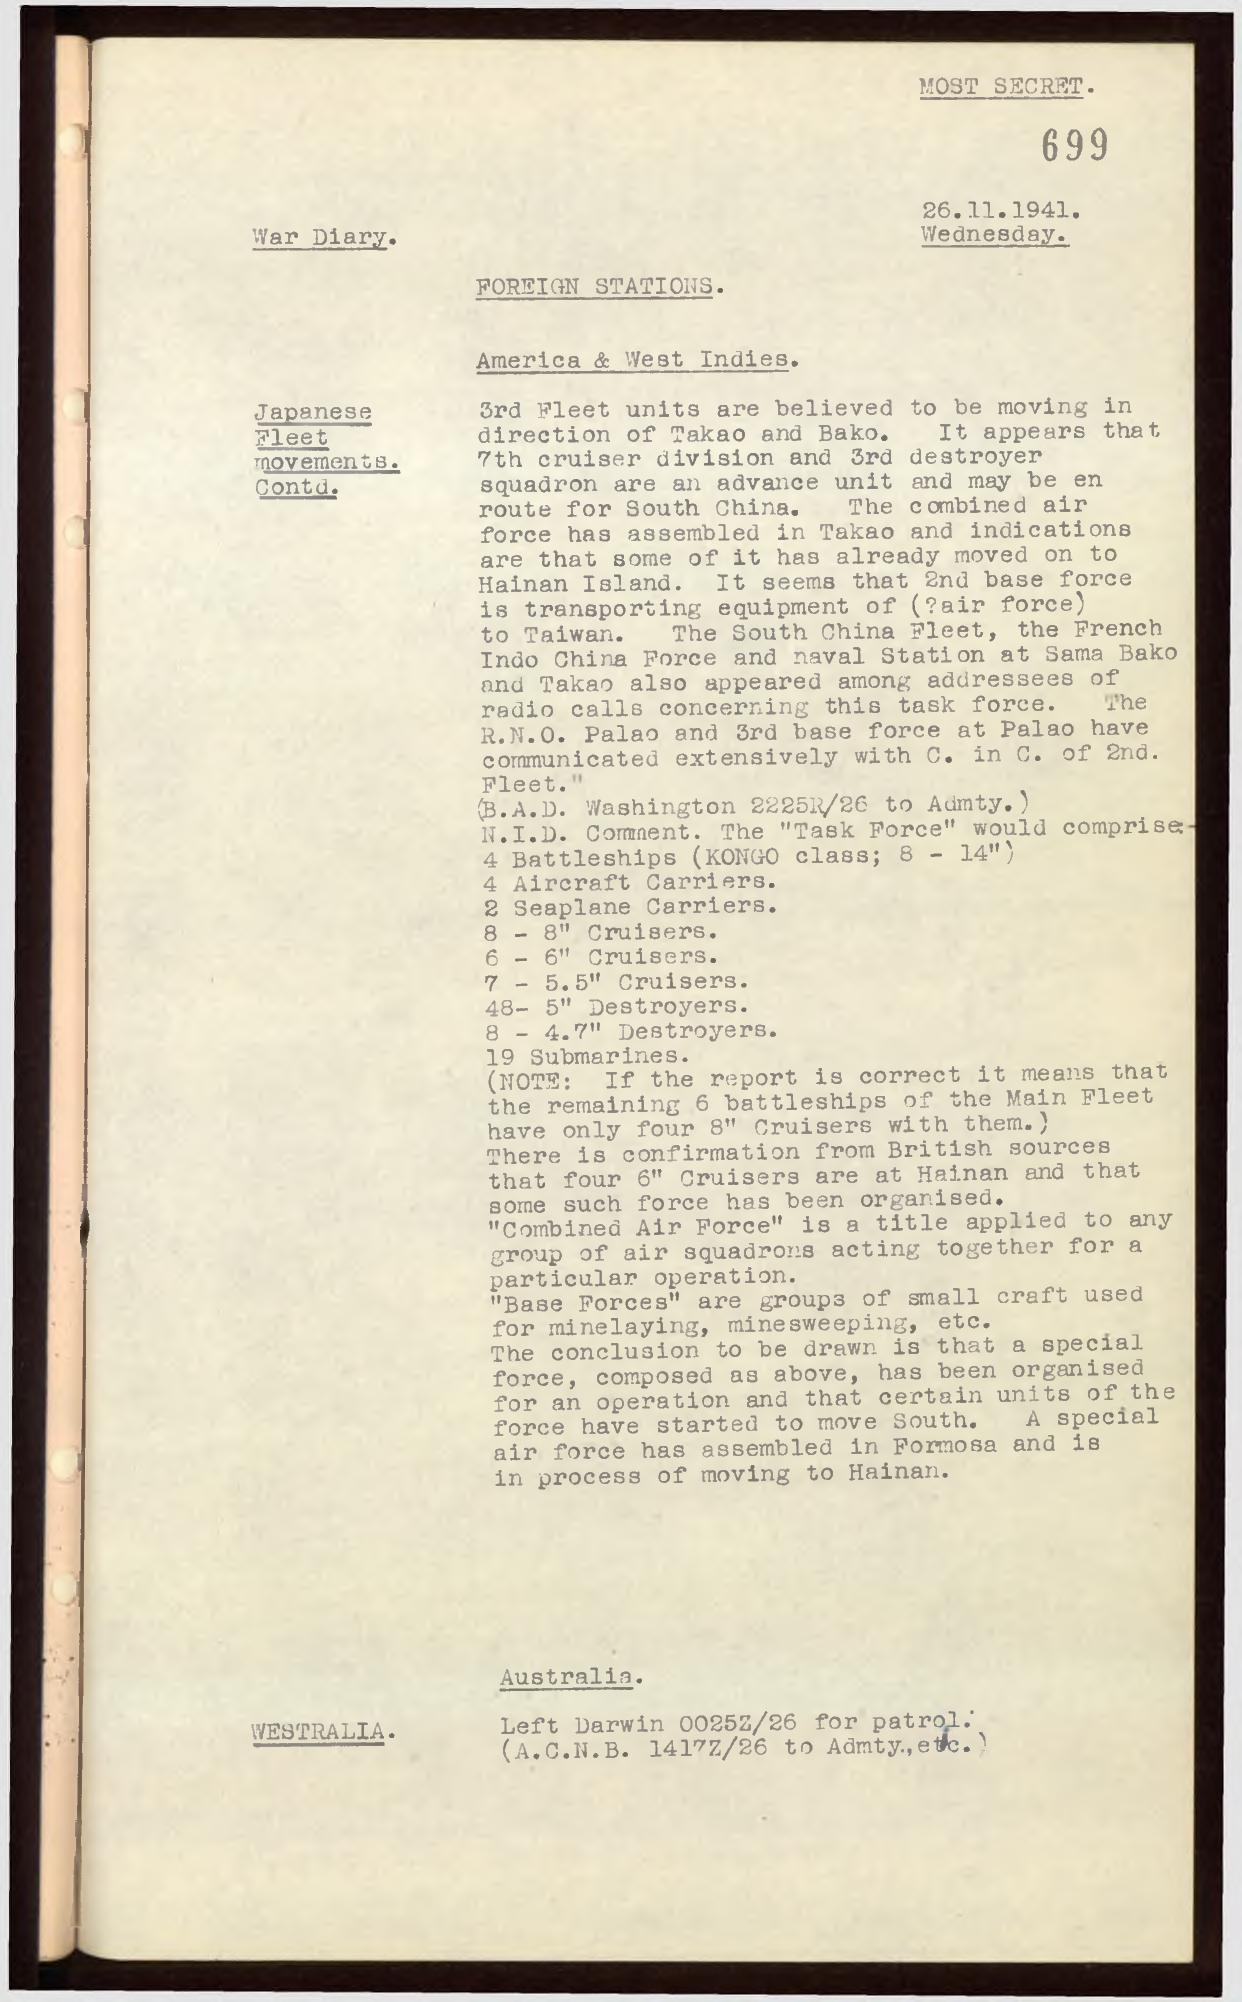 MOST SECRET.
699
26.11.1941.
War Diary.
Wednesday.
FOREIGN STATIONS.
America & West Indies.
Japanese
Fleet
movements.
Contd.
3rd Fleet units are believed to be moving in
direction of Takao and Bako. It appears that
7th cruiser division and 3rd destroyer
squadron are an advance unit and may be en
route for South China. The combined air
force has assembled in Takao and indications
are that some of it has already moved on to
Hainan Island. It seems that 2nd base force
is transporting equipment of (?air force)
to Taiwan. The South China Fleet, the French
Indo China Force and naval Station at Sama Bako
and Takao also appeared among addressees of
radio calls concerning this task force. The
R.N.O. Palao and 3rd base force at Palao have
communicated extensively with C. in C. of 2nd.
Fleet."
(B.A.D. Washington 2225R/26 to Admty.)
N.I.D. Comment. The "Task Force" would comprise:-
4 Battleships (KONGO class; 8 - 14")
4 Aircraft Carriers.
2 Seaplane Carriers.
8 - 8" Cruisers.
6 - 6" Cruisers.
7 - 5.5" Cruisers.
48- 5" Destroyers.
8 - 4.7" Destroyers.
19 Submarines.
(NOTE: If the report is correct it means that
the remaining 6 battleships of the Main Fleet
have only four 8" Cruisers with them.)
There is confirmation from British sources
that four 6" Cruisers are at Hainan and that
some such force has been organised.
"Combined Air Force" is a title applied to any
group of air squadrons acting together for a
particular operation.
"Base Forces" are groups of small craft used
for minelaying, minesweeping, etc.
The conclusion to be drawn is that a special
force, composed as above, has been organised
for an operation and that certain units of the
force have started to move South. A special
air force has assembled in Formosa and is
in process of moving to Hainan.
Australia.
WESTRALIA.
Left Darwin 0025Z/26 for patrol.
(A.C.N.B. 1417Z/26 to Admty.,etc.)